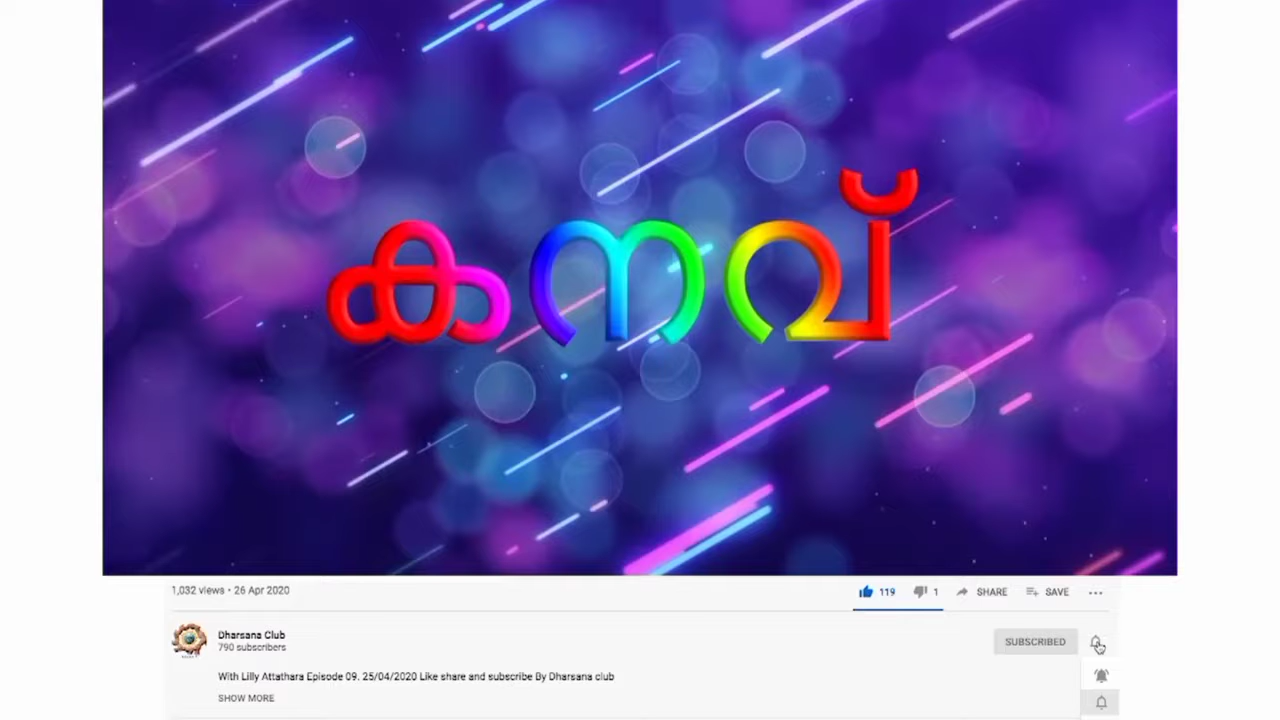 കനവ്
1,032 views • 26 Apr 2020
119 1 SHARE SAVE
Dharsana Club
790 subscribers
SUBSCRIBED
With Lilly Attathara Episode 09. 25/04/2020 Like share and subscribe By Dharsana club
SHOW MORE